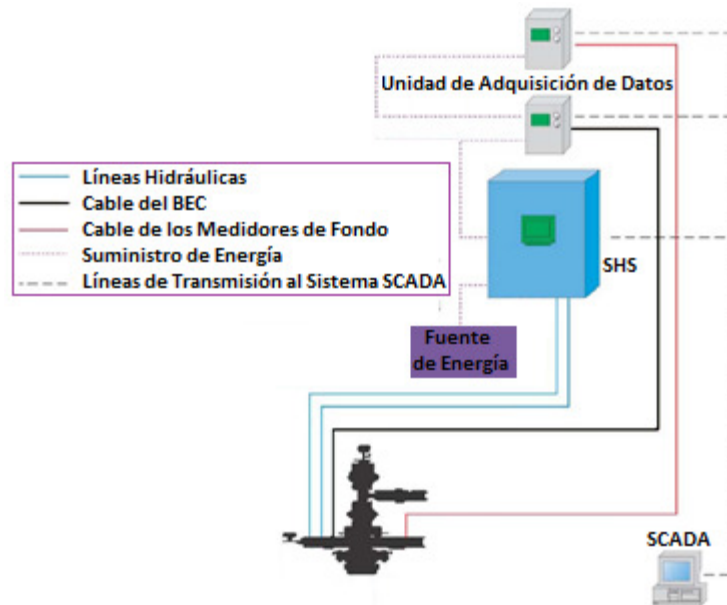 Unidad de Adquisición de Datos
Líneas Hidráulicas
Cable del BEC
Cable de los Medidores de Fondo
Suministro de Energía
Líneas de Transmisión al Sistema SCADA
SHS
Fuente
de Energía
SCADA